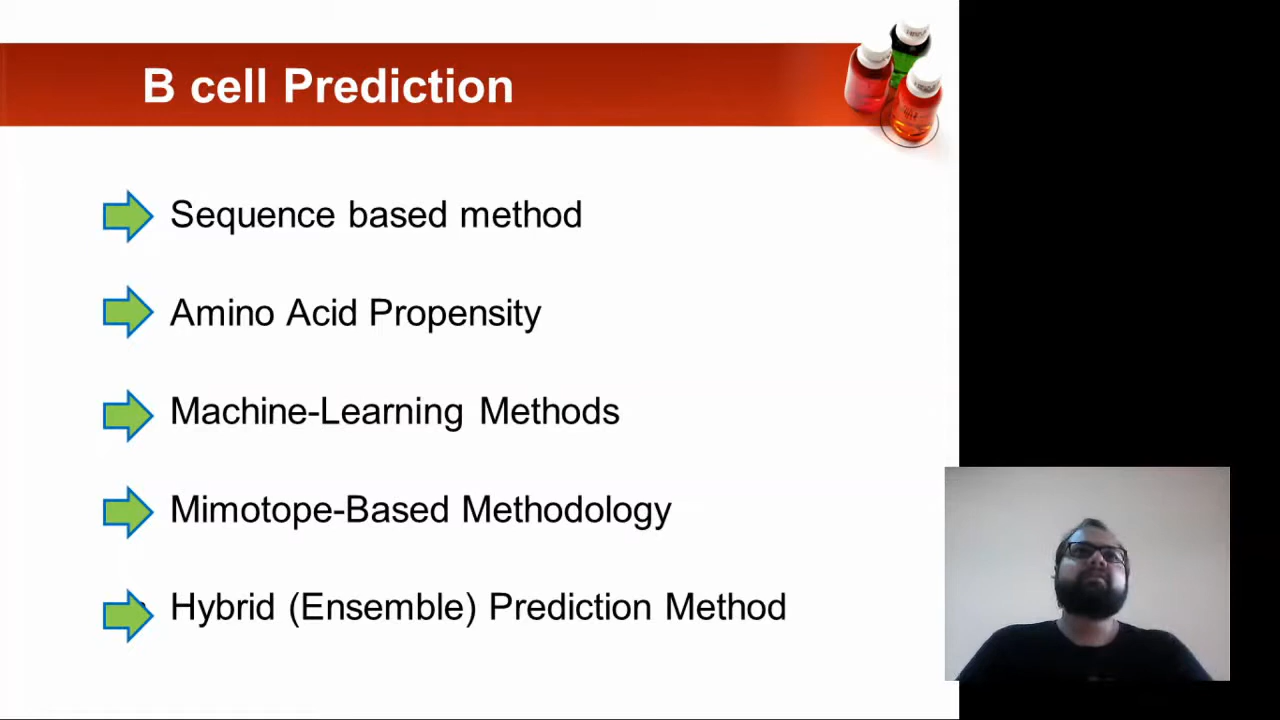 B cell Prediction
Sequence based method
Amino Acid Propensity
Machine-Learning Methods
Mimotope-Based Methodology
Hybrid (Ensemble) Prediction Method